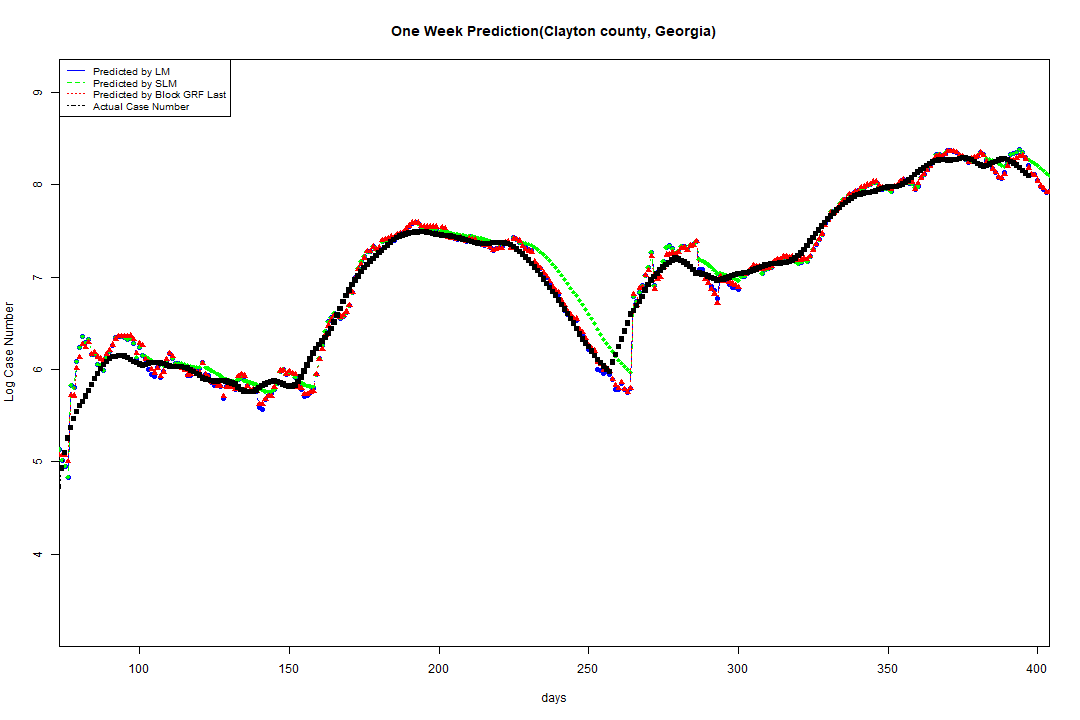 One Week Prediction(Clayton county, Georgia)
Predicted by LM
Predicted by SLM
Predicted by Block GRF Last
Actual Case Number
Log Case Number
9
8
7
6
5
4
100 150 200 250 300 350 400
days